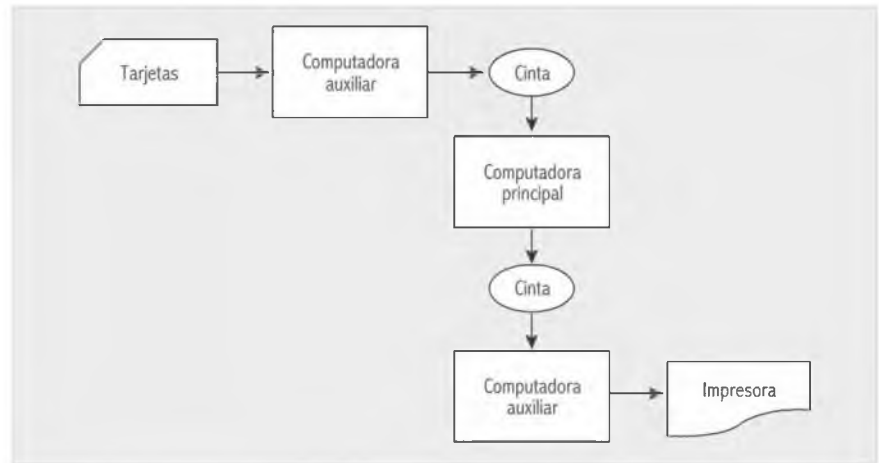 Tarjetas
Computadora
auxiliar
Cinta
Computadora
principal
Cinta
Computadora
auxiliar
Impresora